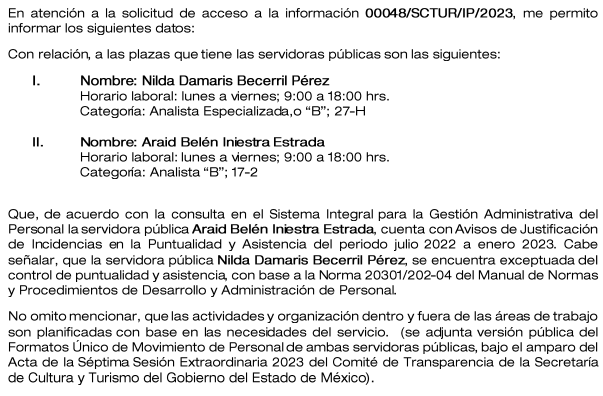 En atención a la solicitud de acceso a la información 00048/SCTUR/IP/2023, me permito
informar los siguientes datos:
Con relación, a las plazas que tiene las servidoras públicas son las siguientes:
I. Nombre: Nilda Damaris Becerril Pérez
Horario laboral: lunes a viernes; 9:00 a 18:00 hrs.
Categoría: Analista Especializada,o “B”; 27-H
II. Nombre: Araid Belén Iniestra Estrada
Horario laboral: lunes a viernes; 9:00 a 18:00 hrs.
Categoría: Analista “B”; 17-2
Que, de acuerdo con la consulta en el Sistema Integral para la Gestión Administrativa del
Personal la servidora pública Araid Belén Iniestra Estrada, cuenta con Avisos de Justificación
de Incidencias en la Puntualidad y Asistencia del periodo julio 2022 a enero 2023. Cabe
señalar, que la servidora pública Nilda Damaris Becerril Pérez, se encuentra exceptuada del
control de puntualidad y asistencia, con base a la Norma 20301/202-04 del Manual de Normas
y Procedimientos de Desarrollo y Administración de Personal.
No omito mencionar, que las actividades y organización dentro y fuera de las áreas de trabajo
son planificadas con base en las necesidades del servicio. (se adjunta versión pública del
Formatos Único de Movimiento de Personal de ambas servidoras públicas, bajo el amparo del
Acta de la Séptima Sesión Extraordinaria 2023 del Comité de Transparencia de la Secretaría
de Cultura y Turismo del Gobierno del Estado de México).